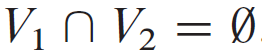 V₁ ∩ V₂ = Ø.